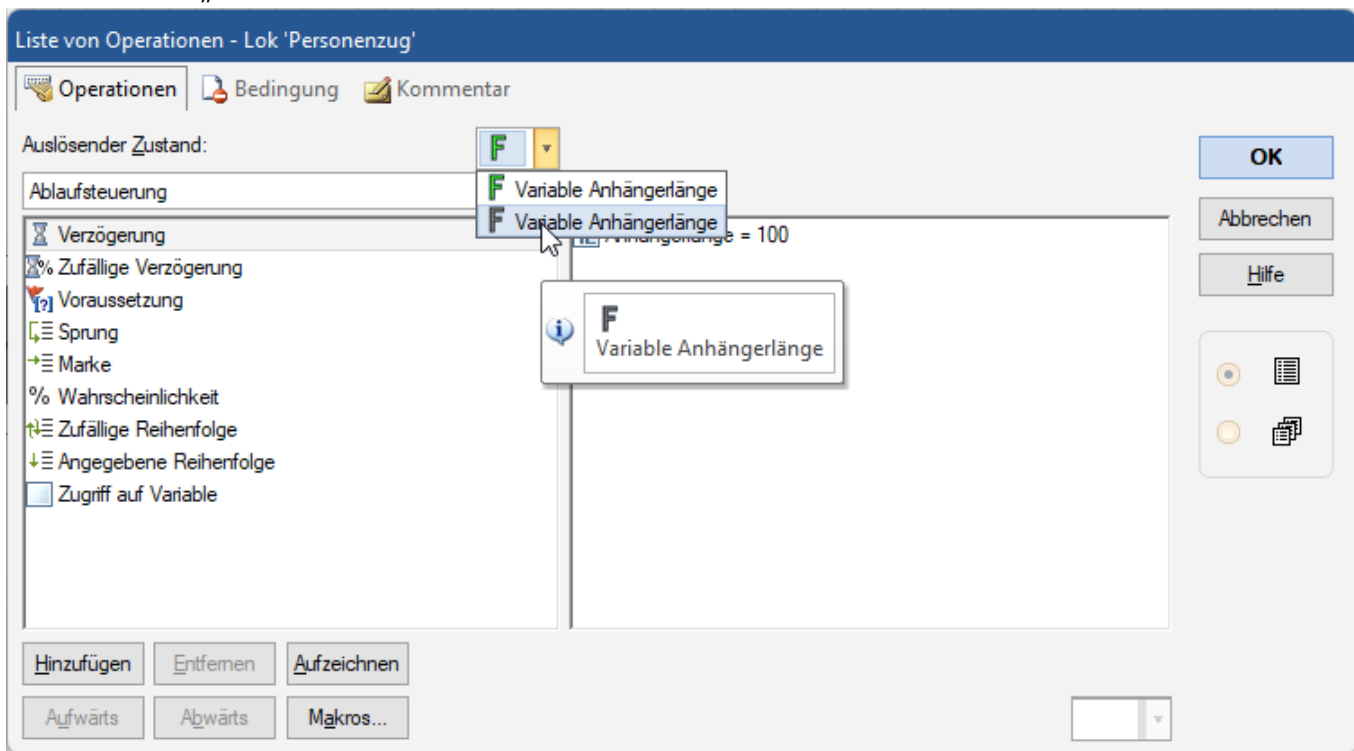 „
Liste von Operationen - Lok 'Personenzug'
Operationen Bedingung Kommentar
Auslösender Zustand:
F
OK
Ablaufsteuerung
F Variable Anhängerlänge
F Variable Anhängerlänge
Abbrechen
Hilfe
Verzögerung
Zufällige Verzögerung
Voraussetzung
Sprung
Marke
% Wahrscheinlichkeit
Zufällige Reihenfolge
Angegebene Reihenfolge
Zugriff auf Variable
Anhängerlänge = 100
F
Variable Anhängerlänge
Hinzufügen Entfernen Aufzeichnen
Aufwärts Abwärts Makros...